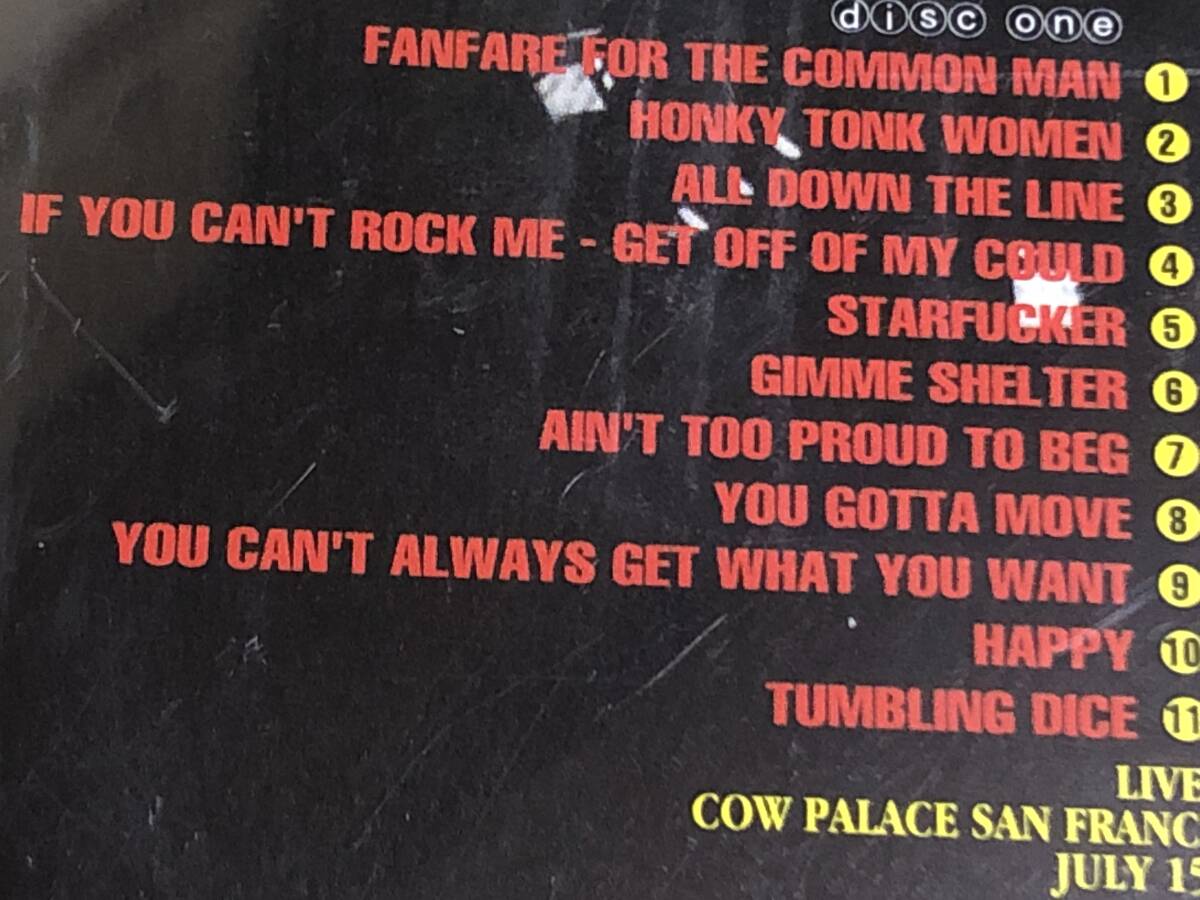 disc one
FANFARE FOR THE COMMON MAN 1
HONKY TONK WOMEN 2
ALL DOWN THE LINE 3
IF YOU CAN'T ROCK ME - GET OFF OF MY COULD 4
STARFUCKER 5
GIMME SHELTER 6
AIN'T TOO PROUD TO BEG 7
YOU GOTTA MOVE 8
YOU CAN'T ALWAYS GET WHAT YOU WANT 9
HAPPY 10
TUMBLING DICE 11
LIVE
COW PALACE SAN FRANC
JULY 15